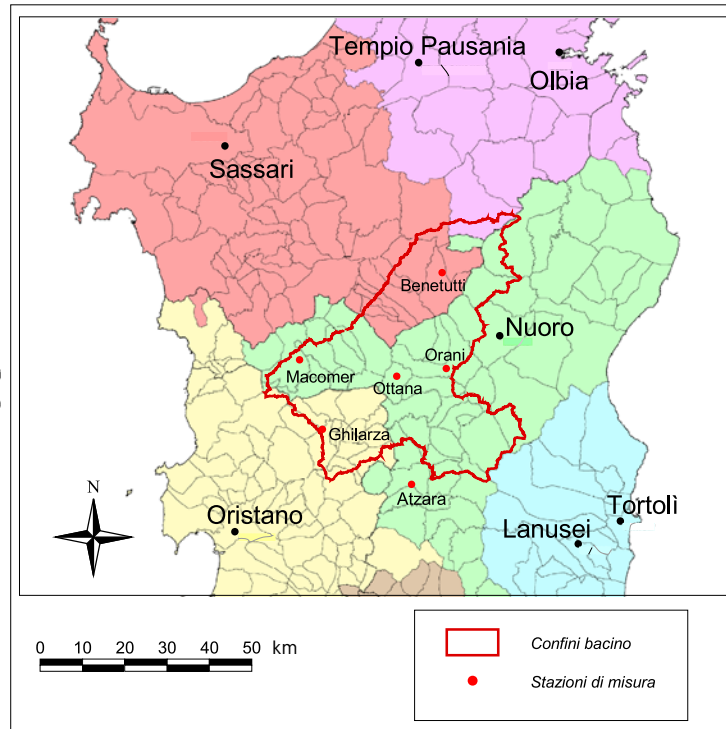 Tempio Pausania
Olbia
Sassari
Benetutti
Nuoro
Orani
Macomer
Ottana
Ghilarza
Atzara
N
Oristano
Tortolì
Lanusei
0 10 20 30 40 50 km
Confini bacino
Stazioni di misura